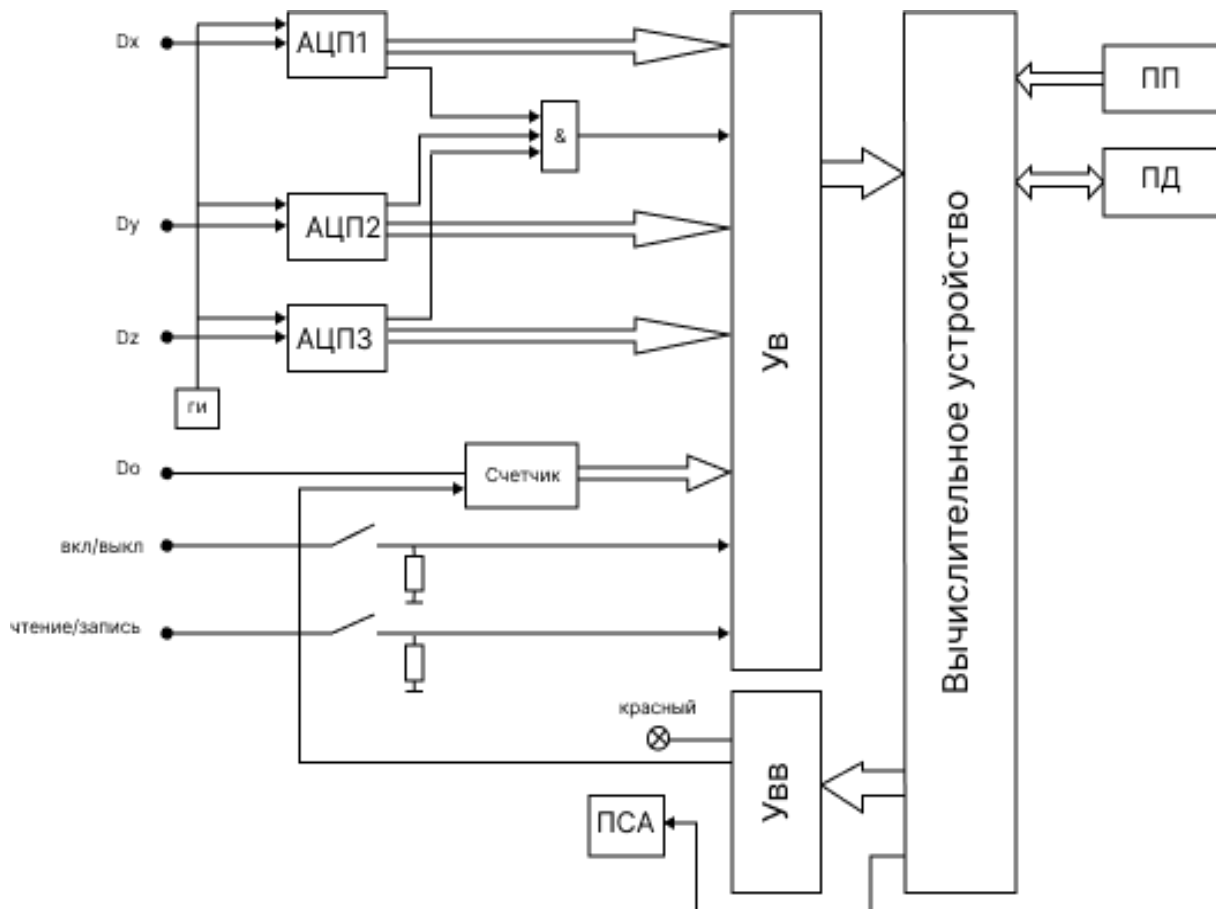 Dx
АЦП1
ПП
&
ПД
Dy
АЦП2
Dz
АЦП3
Ув
Вычислительное устройство
ги
Do
Счетчик
вкл/выкл
чтение/запись
красный
Увв
ПСА